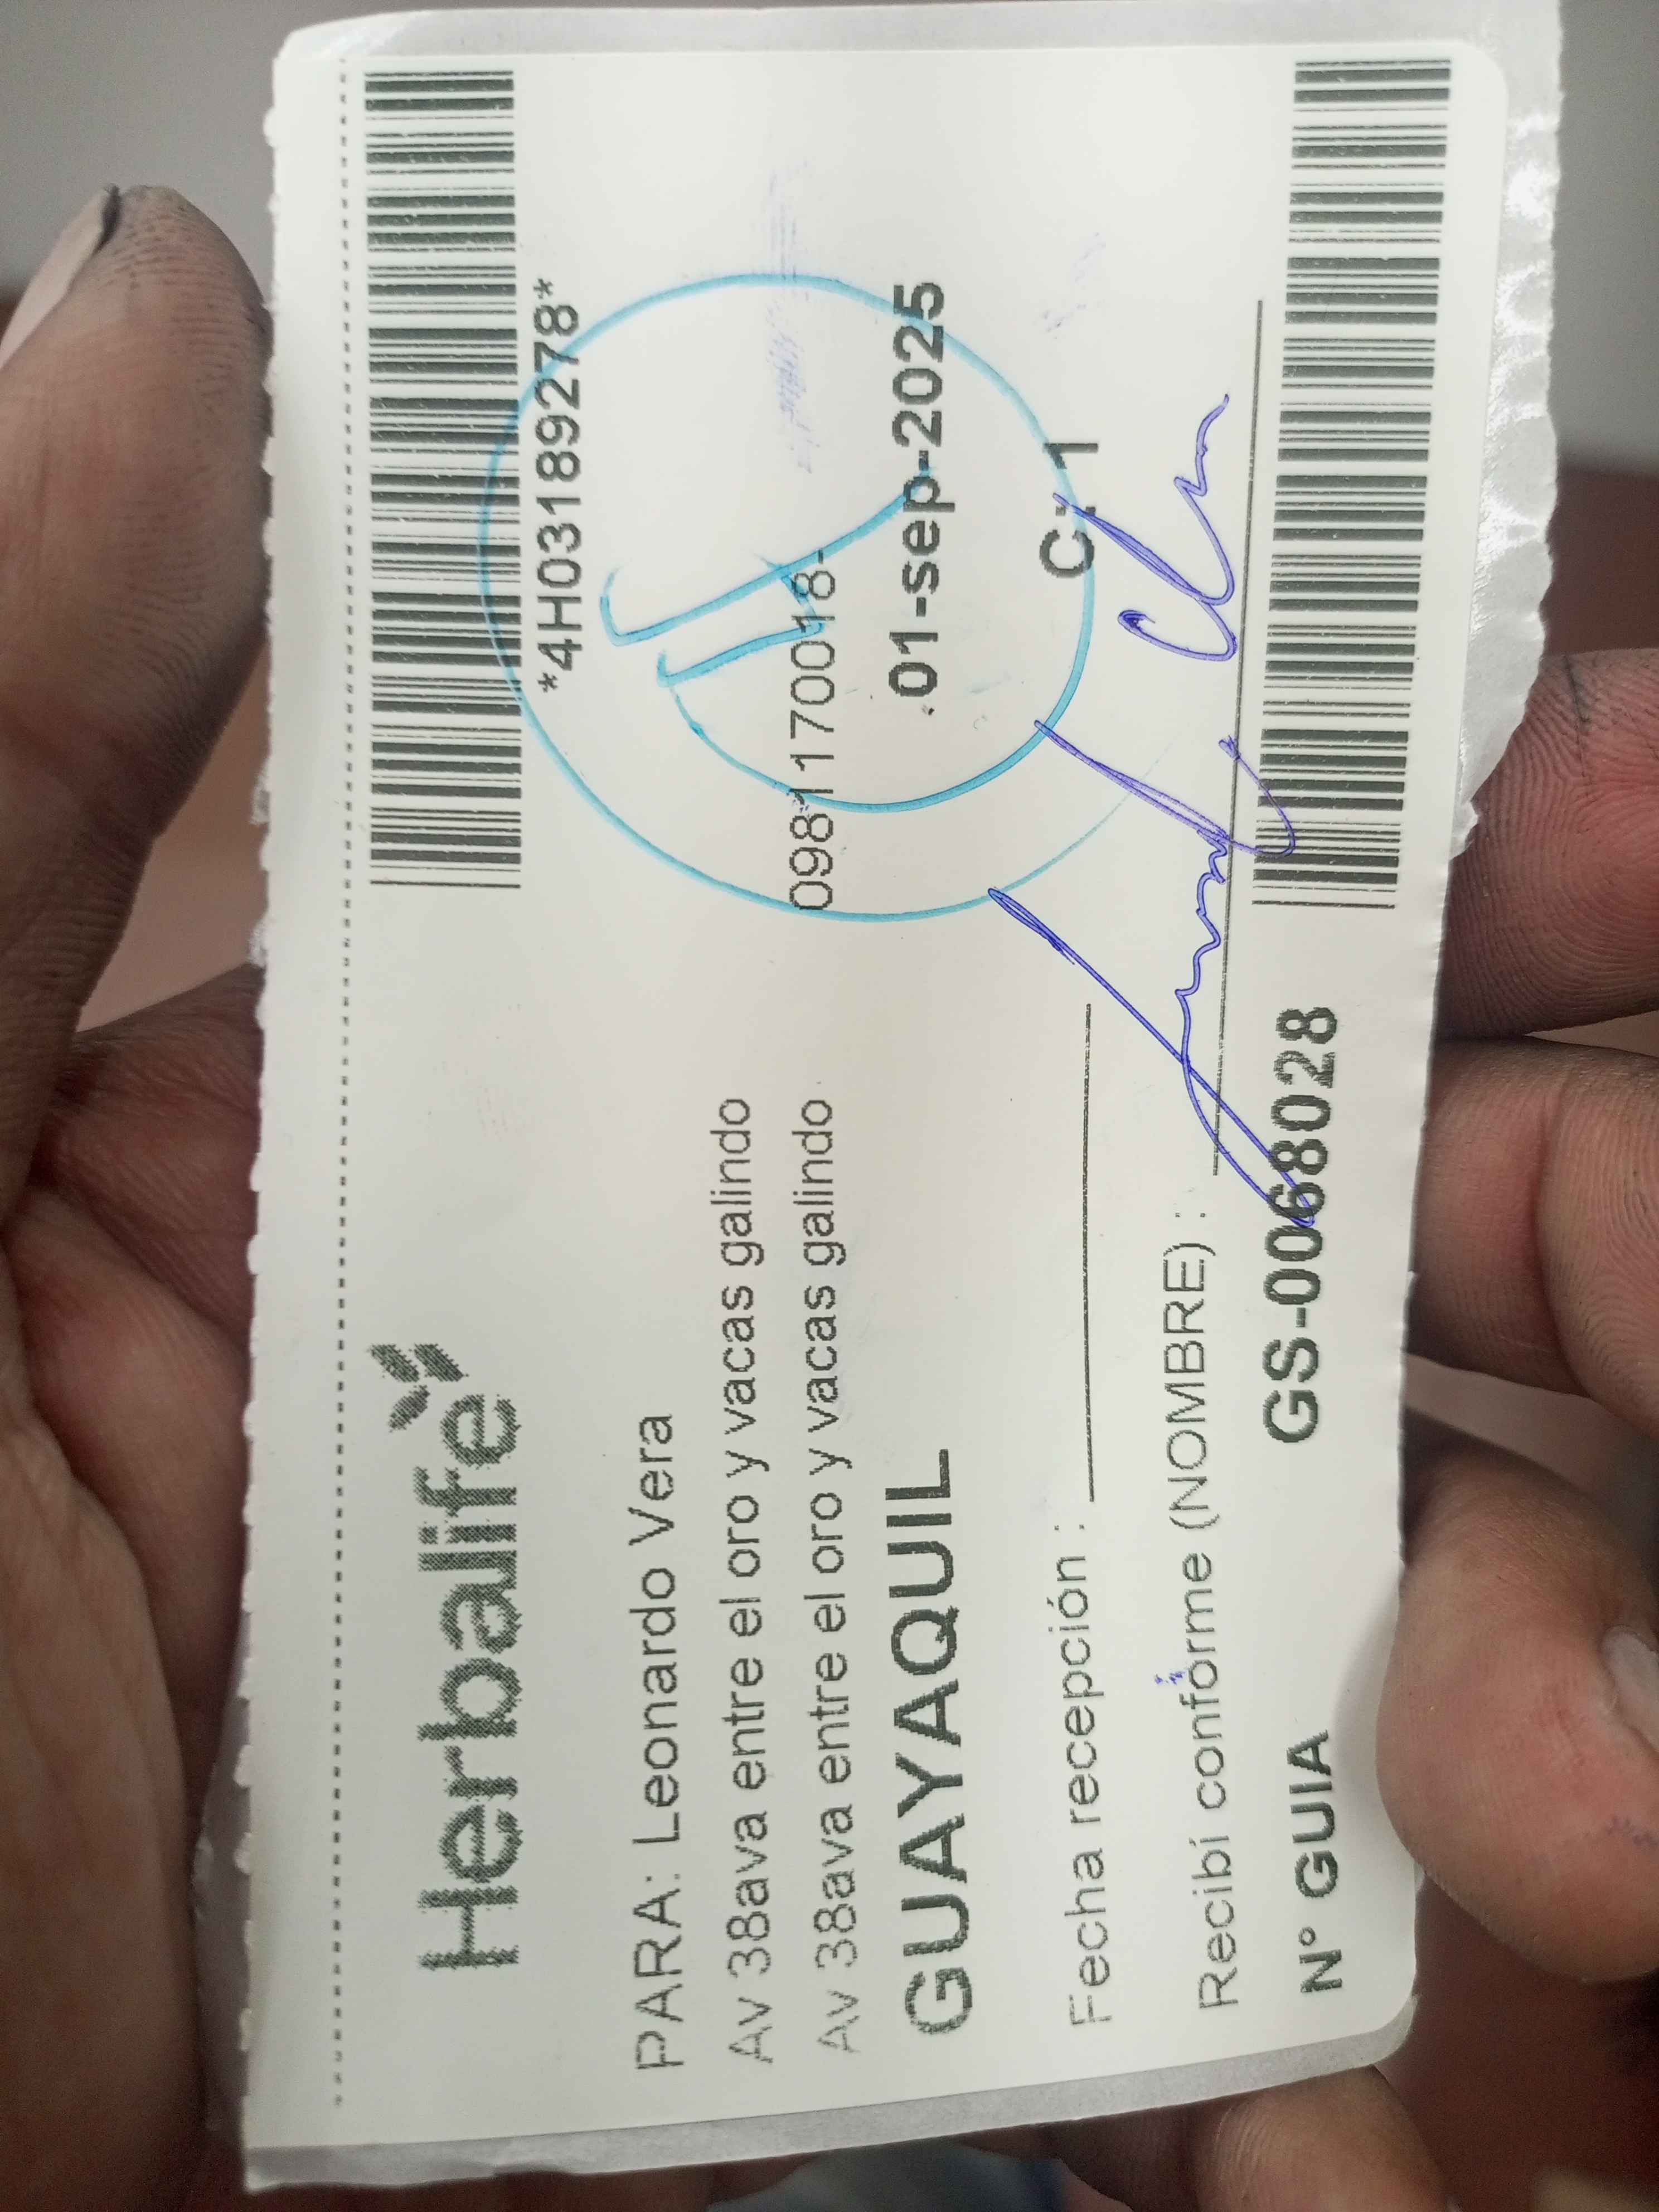 Herbalife
*4H03189278*
PARA: Leonardo Vera
Av 38ava entre el oro y vacas galindo
0981170018-
Av 38ava entre el oro y vacas galindo
GUAYAQUIL
.01-sep-2025
Fecha recepción :
C: 1
Recibí conforme (NOMBRE) :
N° GUIA
GS-0068028